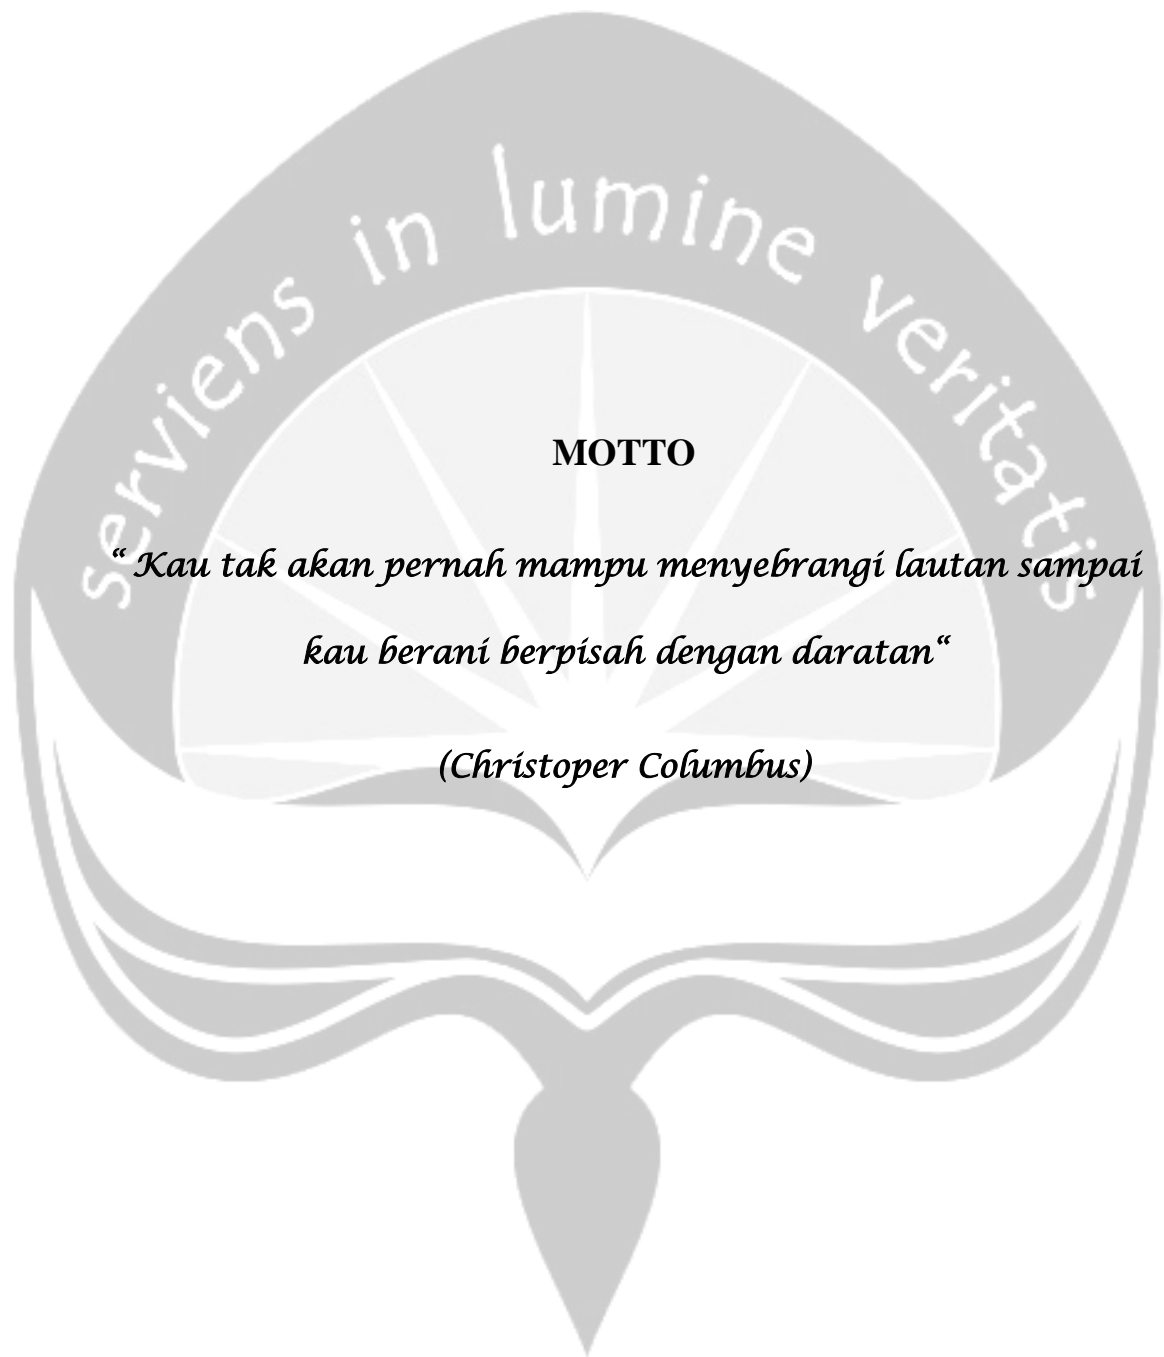 serviens in lumine veritatis
MOTTO
“ Kau tak akan pernah mampu menyebrangi lautan sampai
kau berani berpisah dengan daratan“
(Christoper Columbus)